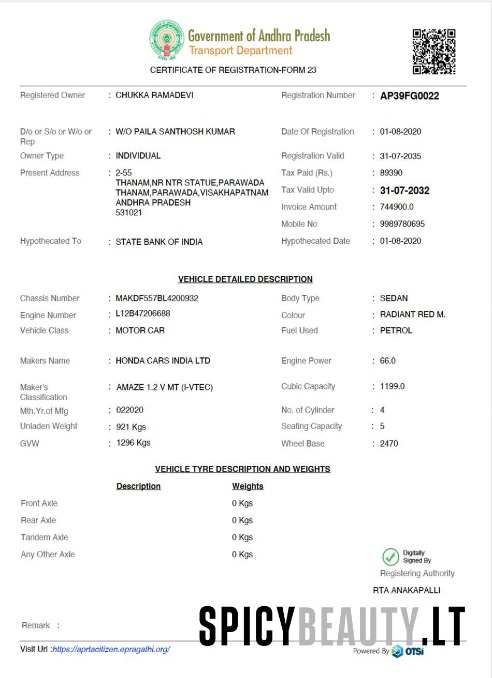 Government of Andhra Pradesh
Transport Department
CERTIFICATE OF REGISTRATION-FORM 23
Registered Owner : CHUKKA RAMADEVI Registration Number : AP39FG0022
D/o or S/o or W/o or Rep : W/O PAILA SANTHOSH KUMAR Date Of Registration : 01-08-2020
Owner Type : INDIVIDUAL Registration Valid : 31-07-2035
Present Address : 2-55 Tax Paid (Rs.) : 89390
THANAM,NR NTR STATUE,PARAWADA
THANAM,PARAWADA,VISAKHAPATNAM Tax Valid Upto : 31-07-2032
ANDHRA PRADESH Invoice Amount : 744900.0
531021
Mobile No : 9989780695
Hypothecated To : STATE BANK OF INDIA Hypothecated Date : 01-08-2020
VEHICLE DETAILED DESCRIPTION
Chassis Number : MAKDF557BL4200932 Body Type : SEDAN
Engine Number : L12B47206688 Colour : RADIANT RED M.
Vehicle Class : MOTOR CAR Fuel Used : PETROL
Makers Name : HONDA CARS INDIA LTD Engine Power : 66.0
Maker's Classification : AMAZE 1.2 V MT (I-VTEC) Cubic Capacity : 1199.0
Mth.Yr.of Mfg : 022020 No. of Cylinder : 4
Unladen Weight : 921 Kgs Seating Capacity : 5
GVW : 1296 Kgs Wheel Base : 2470
VEHICLE TYRE DESCRIPTION AND WEIGHTS
Description Weights
Front Axle 0 Kgs
Rear Axle 0 Kgs
Tandem Axle 0 Kgs
Any Other Axle 0 Kgs
Digitally
Signed By
Registering Authority
RTA ANAKAPALLI
Remark :
SPICYBEAUTY.LT
Visit Url :https://aprtacitizen.epragathi.org/ Powered By OTSi